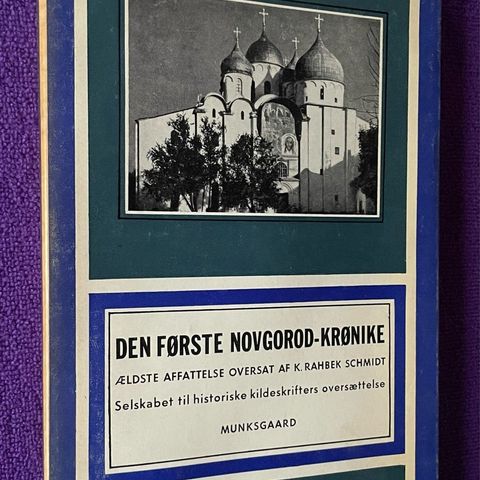 DEN FØRSTE NOVGOROD-KRØNIKE
ÆLDSTE AFFATTELSE OVERSAT AF K. RAHBEK SCHMIDT
Selskabet til historiske kildeskrifters oversættelse
MUNKSGAARD